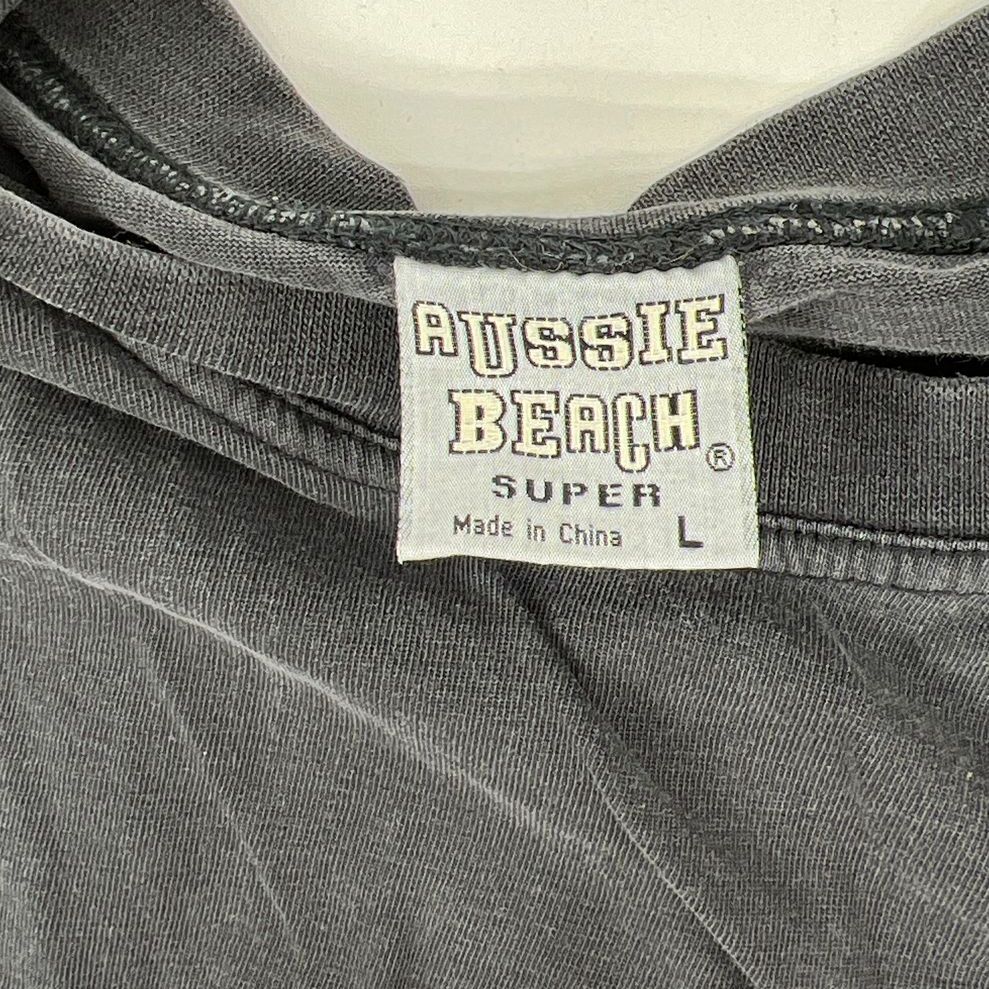 AUSSIE
BEACH ®
SUPER
Made in China L